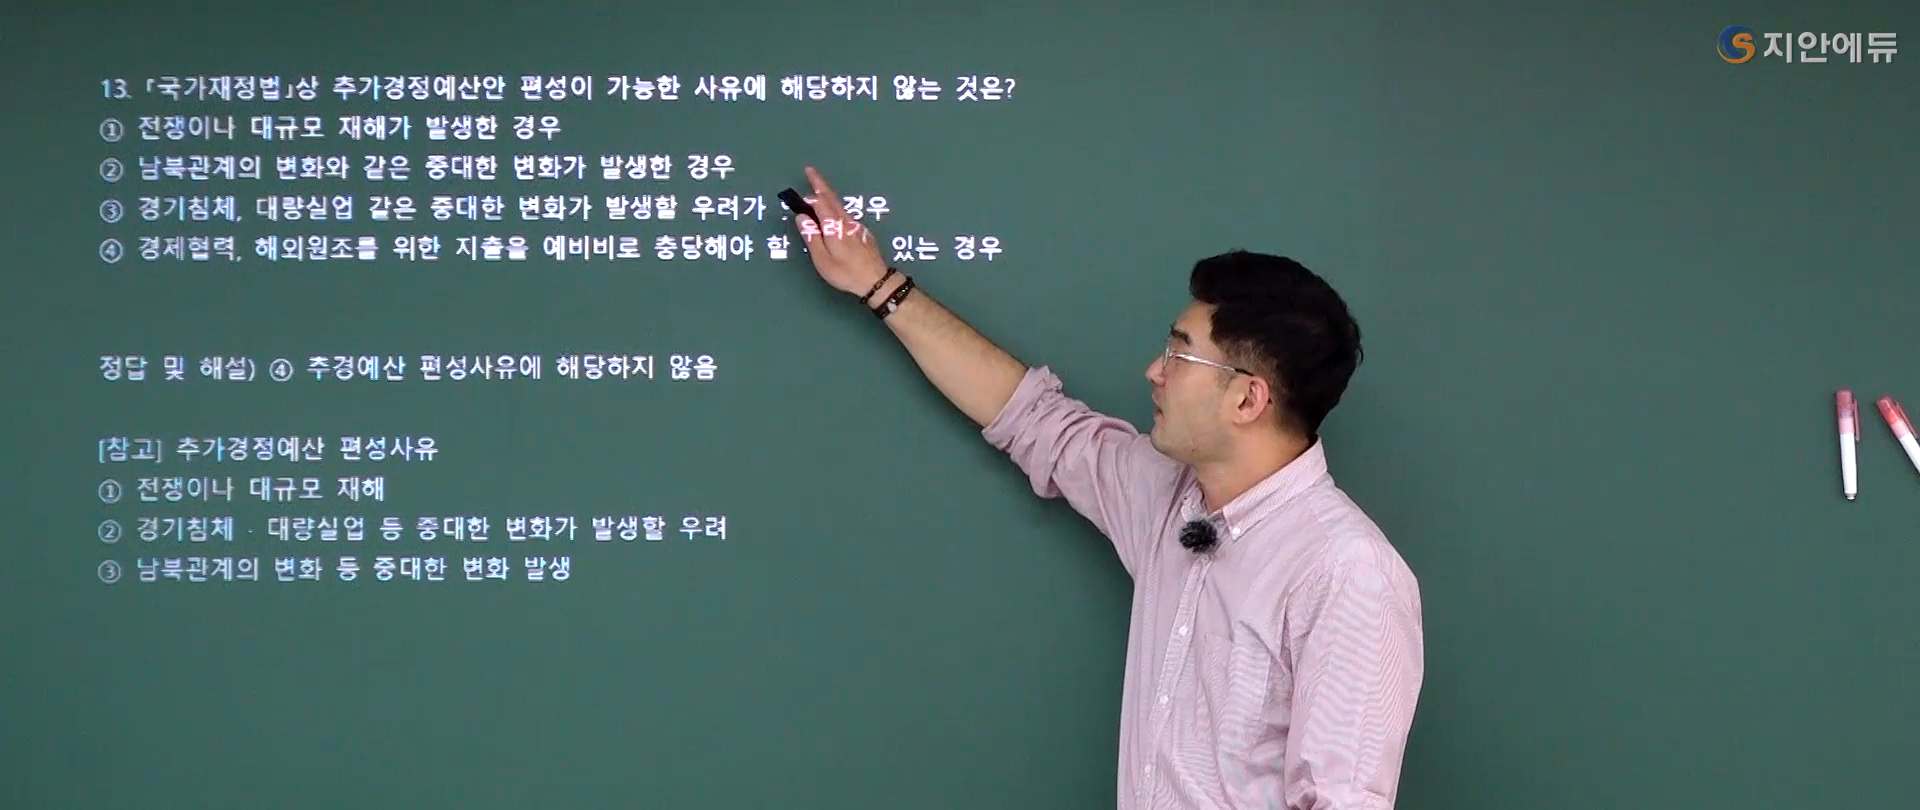 지안에듀
13. 「국가재정법」상 추가경정예산안 편성이 가능한 사유에 해당하지 않는 것은?
① 전쟁이나 대규모 재해가 발생한 경우
② 남북관계의 변화와 같은 중대한 변화가 발생한 경우
③ 경기침체, 대량실업 같은 중대한 변화가 발생할 우려가 경우
④ 경제협력, 해외원조를 위한 지출을 예비비로 충당해야 할 우려가 있는 경우
정답 및 해설) ④ 추경예산 편성사유에 해당하지 않음
[참고] 추가경정예산 편성사유
① 전쟁이나 대규모 재해
② 경기침체 · 대량실업 등 중대한 변화가 발생할 우려
③ 남북관계의 변화 등 중대한 변화 발생